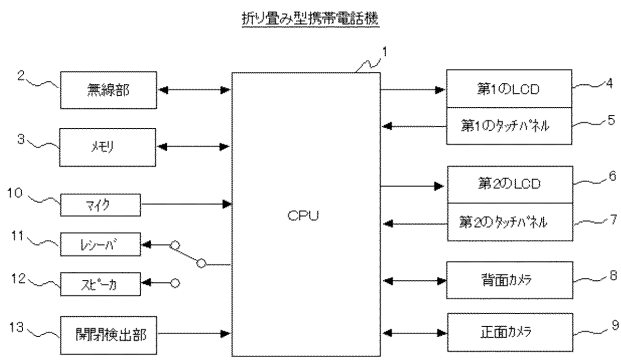 折り畳み型携帯電話機
1
2
無線部
3
ﾒﾓﾘ
10
ﾏｲｸ
11
ﾚｼｰﾊﾞ
12
ｽﾋﾟｰｶ
13
開閉検出部
CPU
第1のLCD
4
第1のﾀｯﾁﾊﾟﾈﾙ
5
第2のLCD
6
第2のﾀｯﾁﾊﾟﾈﾙ
7
背面カメラ
8
正面カメラ
9